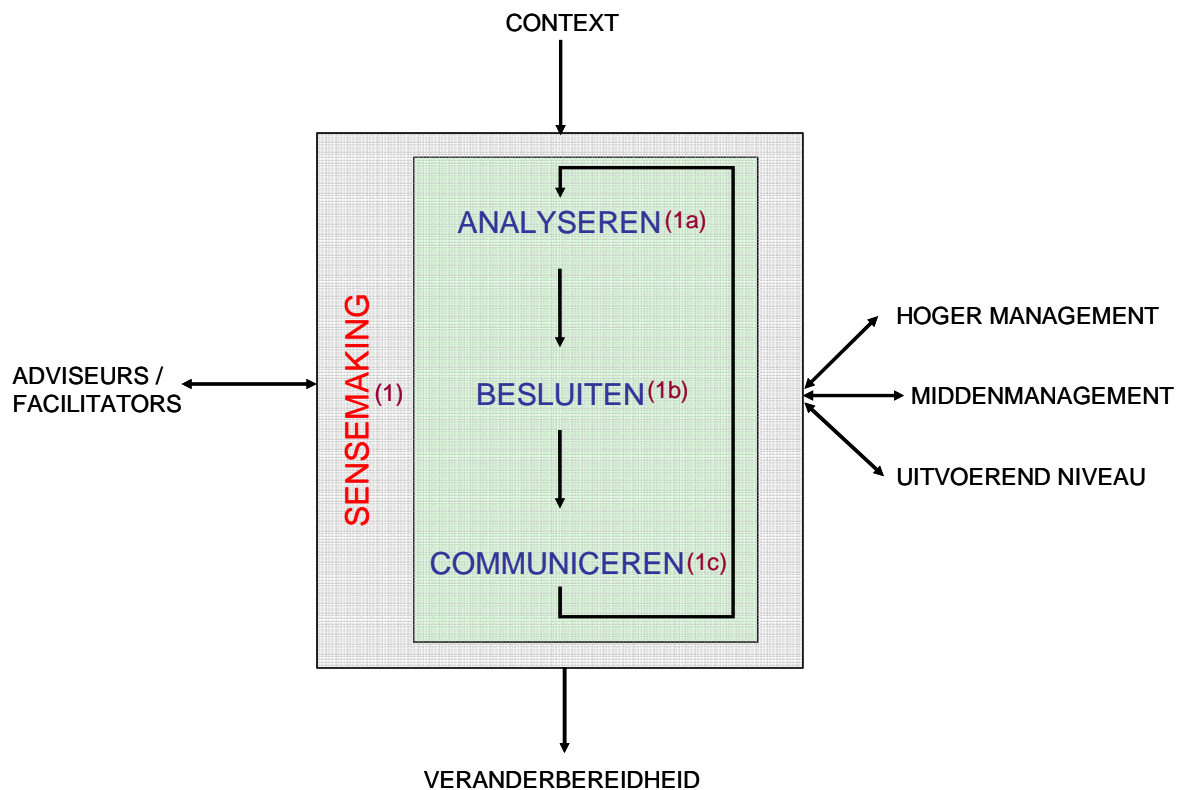 CONTEXT
ANALYSEREN (1a)
SENSEMAKING (1)
BESLUITEN (1b)
COMMUNICEREN (1c)
ADVISEURS /
FACILITATORS
HOGER MANAGEMENT
MIDDENMANAGEMENT
UITVOEREND NIVEAU
VERANDERBEREIDHEID